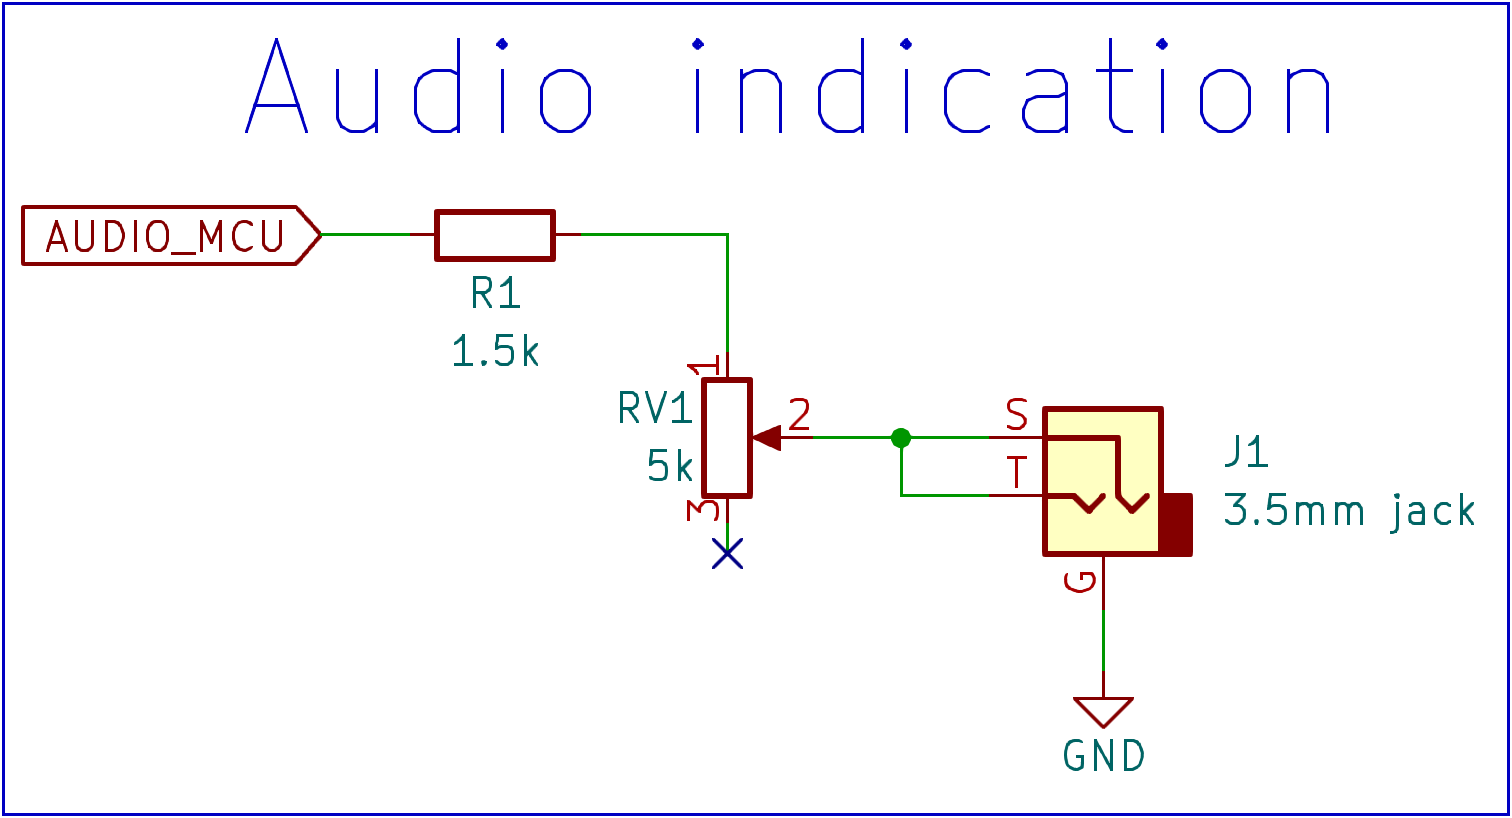 Audio indication
AUDIO_MCU
R1
1.5k
1
RV1
5k
2
3
S
T
J1
3.5mm jack
G
GND